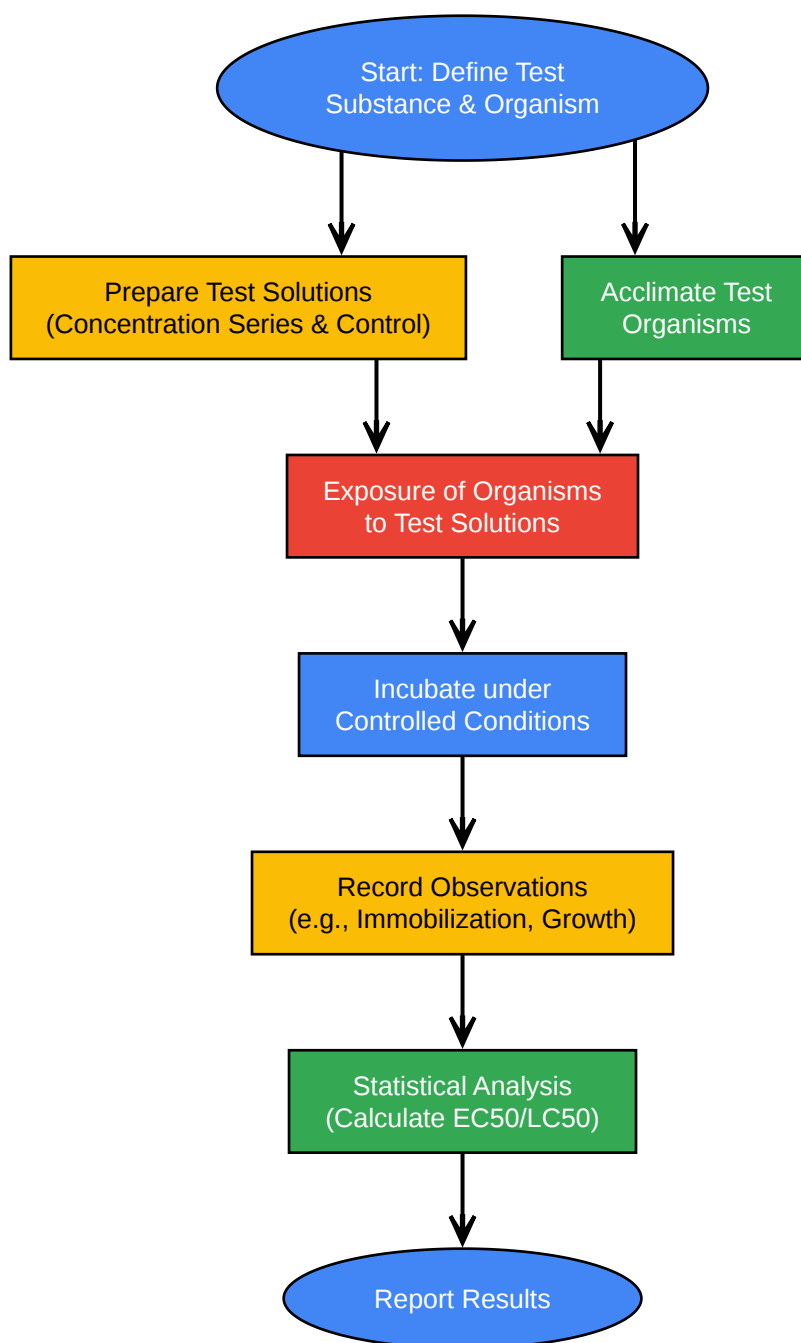 Start: Define Test
Substance & Organism
Prepare Test Solutions
(Concentration Series & Control)
Acclimate Test
Organisms
Exposure of Organisms
to Test Solutions
Incubate under
Controlled Conditions
Record Observations
(e.g., Immobilization, Growth)
Statistical Analysis
(Calculate EC50/LC50)
Report Results